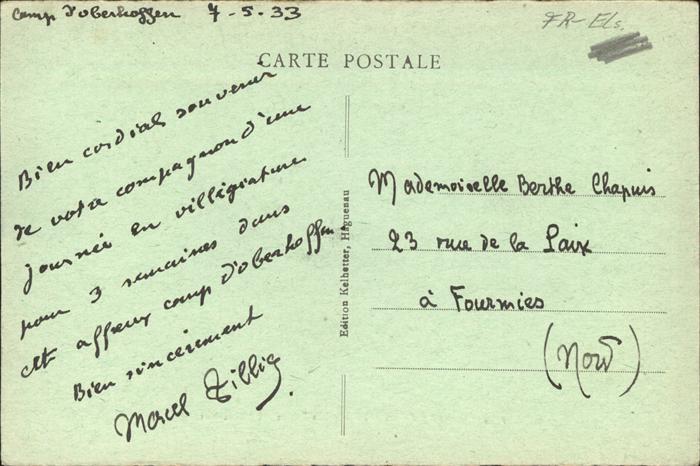 Camp d'oberhoffen 7-5.33
FR-Els.
CARTE POSTALE
Bien cordial souvenir
de votre compagnon d'une
journée en villégiature
pour 3 semaines dans
cet affreux camp d'oberhoffen
Bien sincèrement
Marcel Zillig.
Edition Kelhetter, Haguenau
Mademoiselle Berthe Chapuis
23 rue de la Paix
à Fourmies
(Nord)